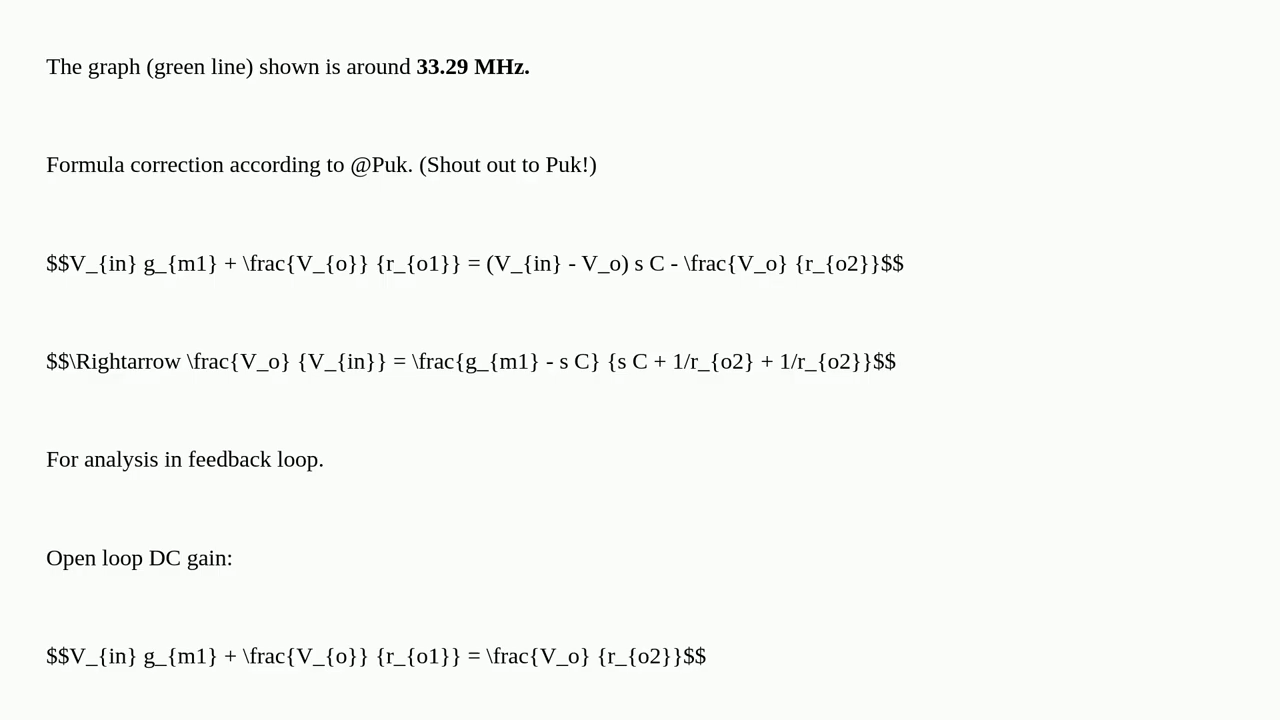 The graph (green line) shown is around 33.29 MHz.
Formula correction according to @Puk. (Shout out to Puk!)
$$V_{in} g_{m1} + \frac{V_{o}} {r_{o1}} = (V_{in} - V_o) s C - \frac{V_o} {r_{o2}}$$
$$\Rightarrow \frac{V_o} {V_{in}} = \frac{g_{m1} - s C} {s C + 1/r_{o2} + 1/r_{o2}}$$
For analysis in feedback loop.
Open loop DC gain:
$$V_{in} g_{m1} + \frac{V_{o}} {r_{o1}} = \frac{V_o} {r_{o2}}$$